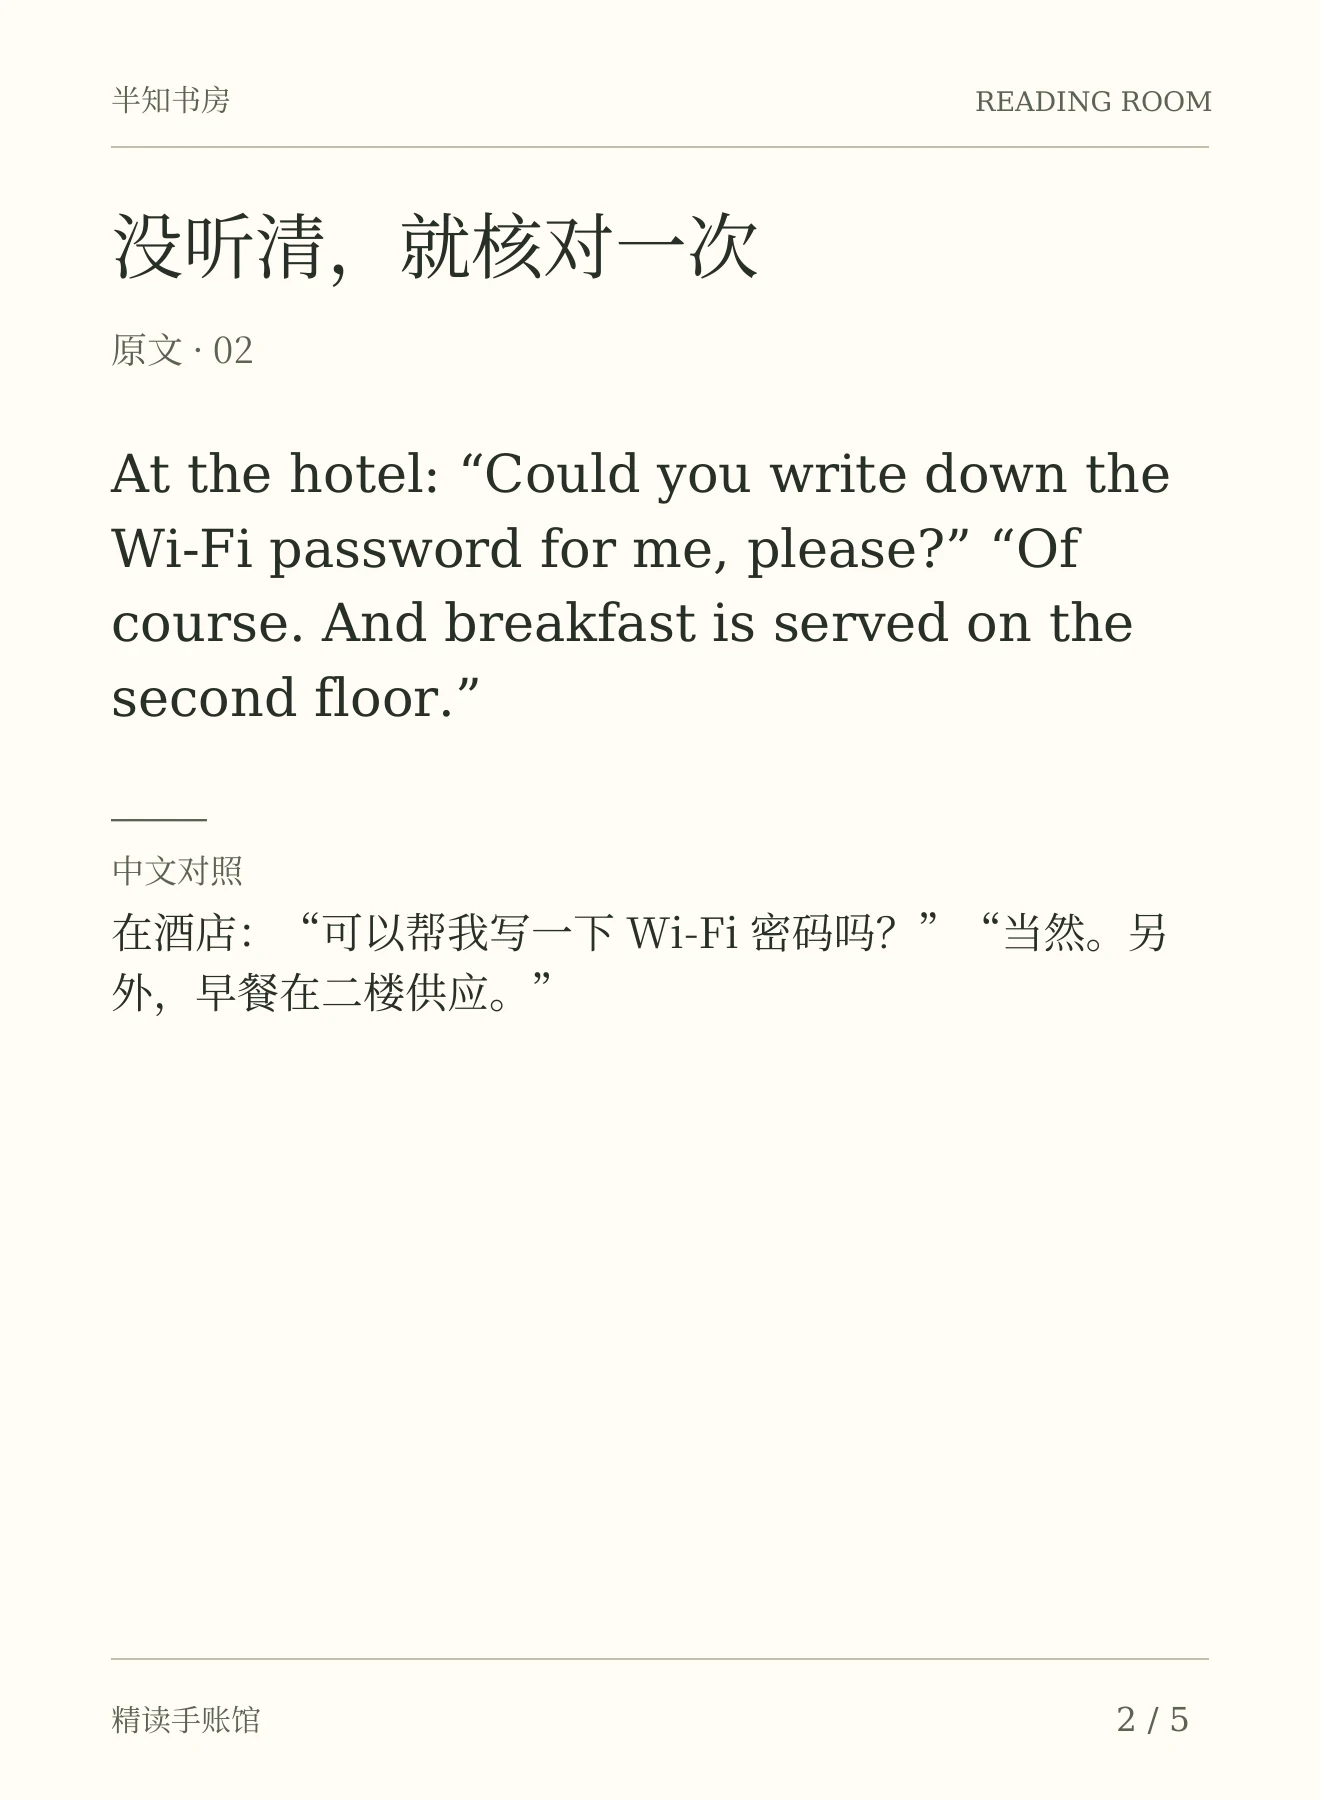 半知书房
READING ROOM
没听清，就核对一次
原文 · 02
At the hotel: “Could you write down the
Wi-Fi password for me, please?” “Of
course. And breakfast is served on the
second floor.”
中文对照
在酒店：“可以帮我写一下 Wi-Fi 密码吗？”“当然。另
外，早餐在二楼供应。”
精读手账馆
2 / 5